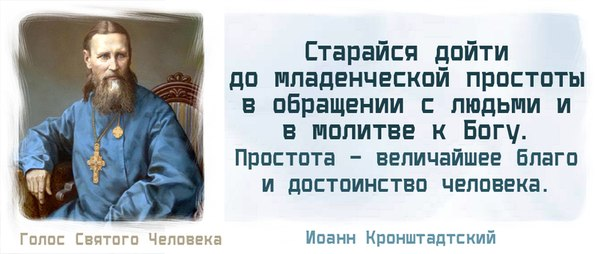 Старайся дойти
до младенческой простоты
в обращении с людьми и
в молитве к Богу.
Простота - величайшее благо
и достоинство человека.
Голос Святого Человека
Иоанн Кронштадтский